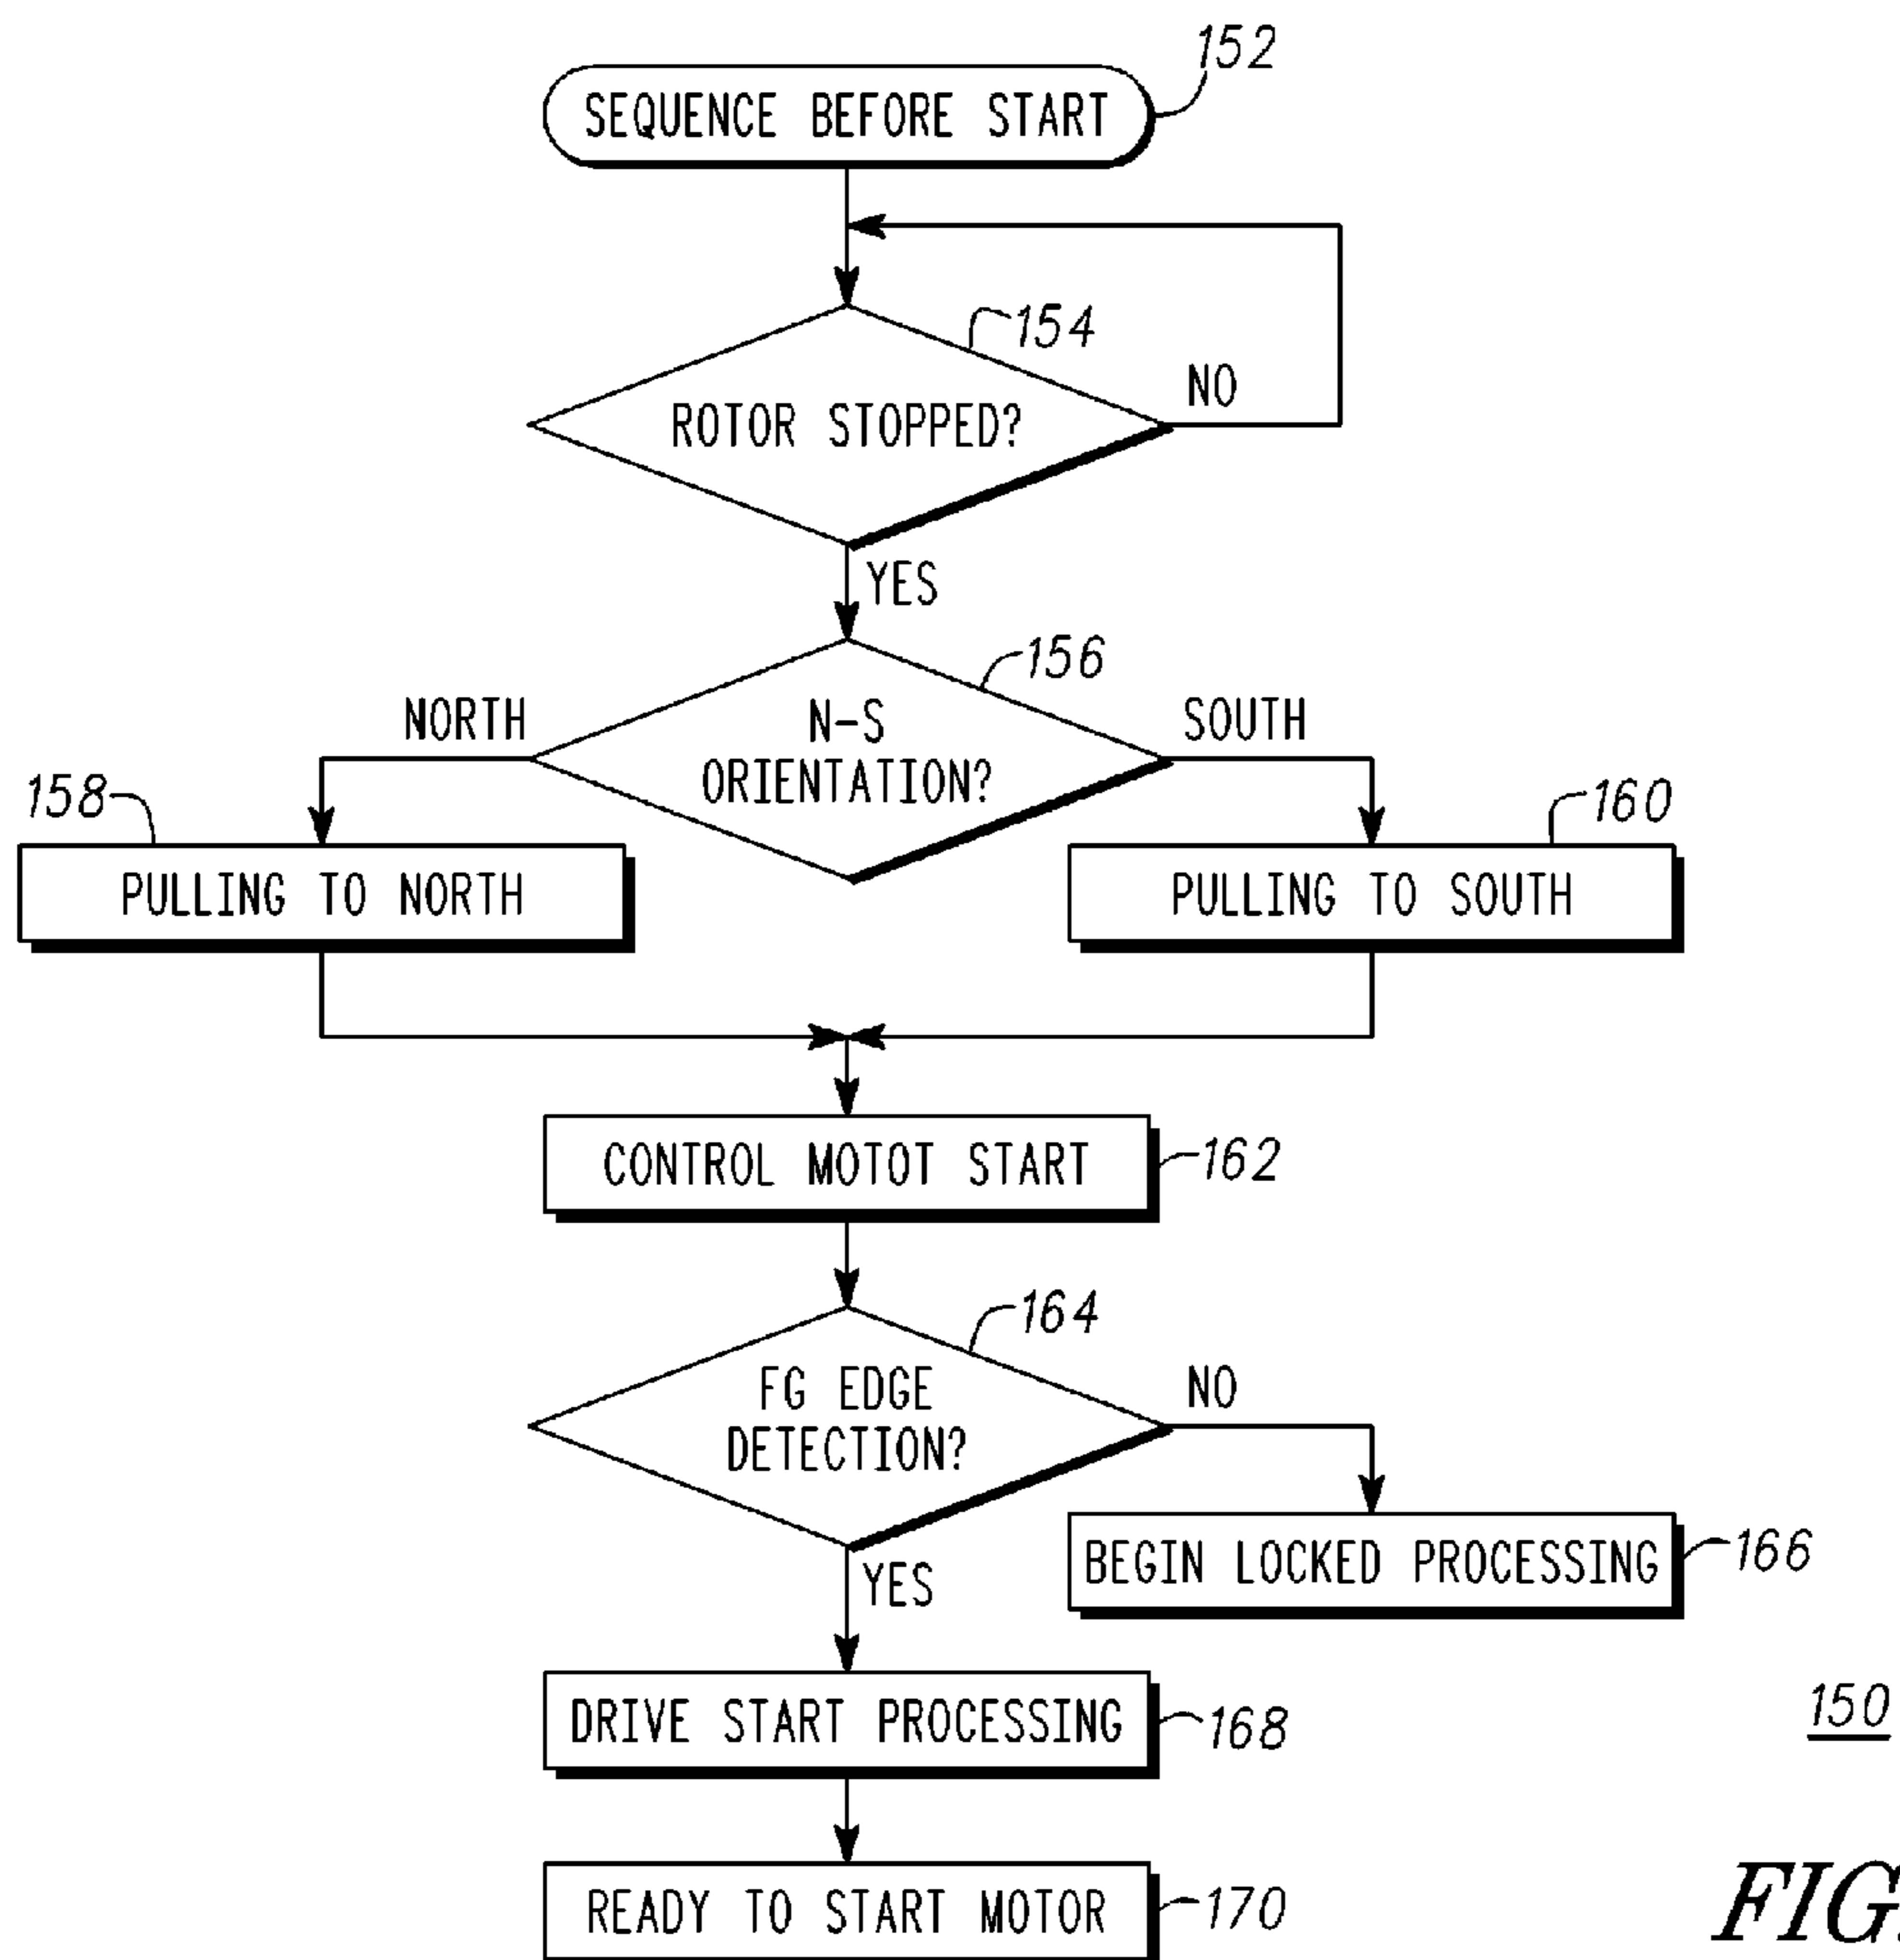 152
SEQUENCE BEFORE START
154
NO
ROTOR STOPPED?
YES
156
NORTH
N-S
SOUTH
ORIENTATION?
158
160
PULLING TO NORTH
PULLING TO SOUTH
CONTROL MOTOT START
162
164
FG EDGE
NO
DETECTION?
BEGIN LOCKED PROCESSING
166
YES
DRIVE START PROCESSING
168
150
READY TO START MOTOR
170
FIG.